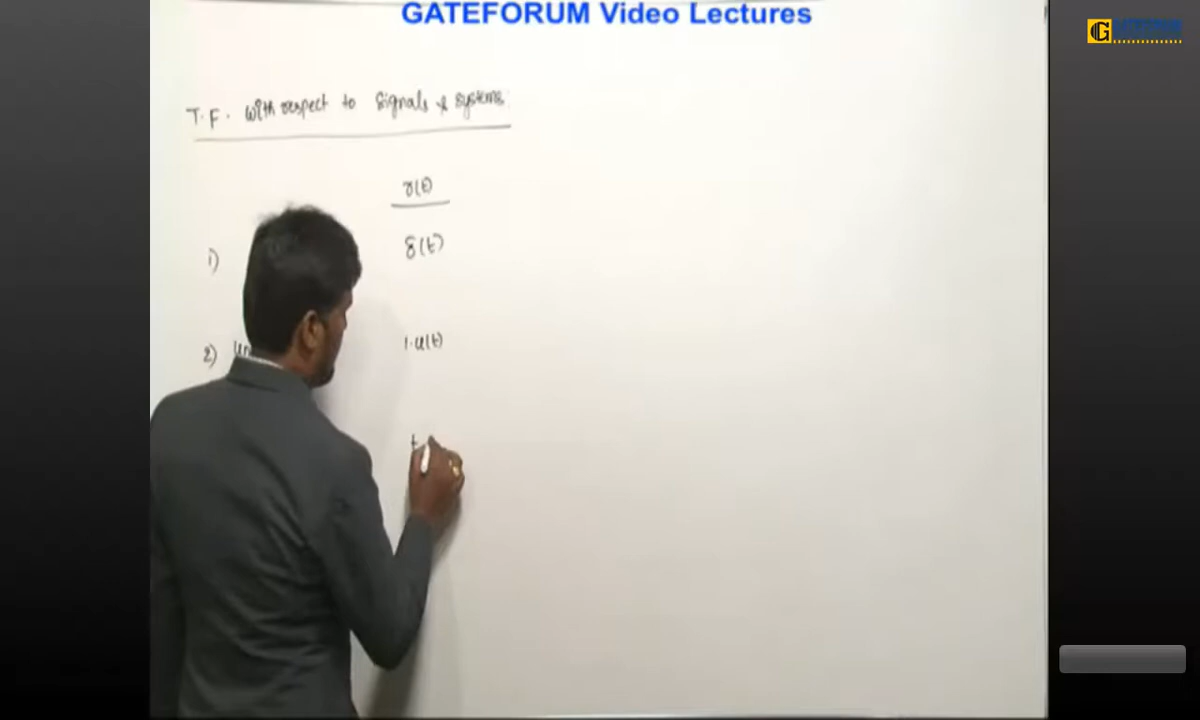 GATEFORUM Video Lectures
T.F. with respect to signals & systems
r(t)
1) δ(t)
2) 1.u(t)
t